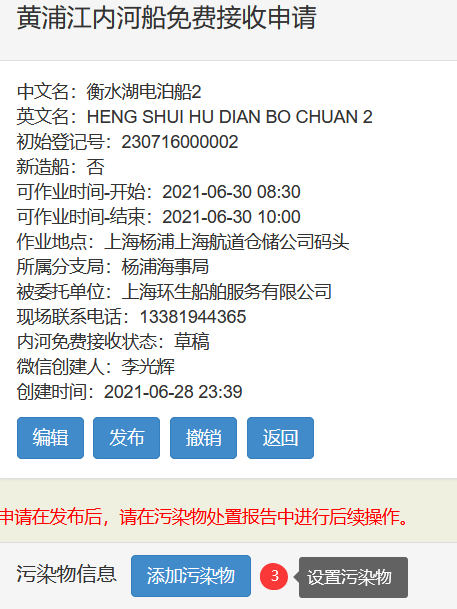 黄浦江内河船免费接收申请
中文名：衡水湖电泊船2
英文名：HENG SHUI HU DIAN BO CHUAN 2
初始登记号：230716000002
新造船：否
可作业时间-开始：2021-06-30 08:30
可作业时间-结束：2021-06-30 10:00
作业地点：上海杨浦上海航道仓储公司码头
所属分支局：杨浦海事局
被委托单位：上海环生船舶服务有限公司
现场联系电话：13381944365
内河免费接收状态：草稿
微信创建人：李光辉
创建时间：2021-06-28 23:39
编辑 发布 撤销 返回
申请在发布后，请在污染物处置报告中进行后续操作。
污染物信息 添加污染物 3 设置污染物